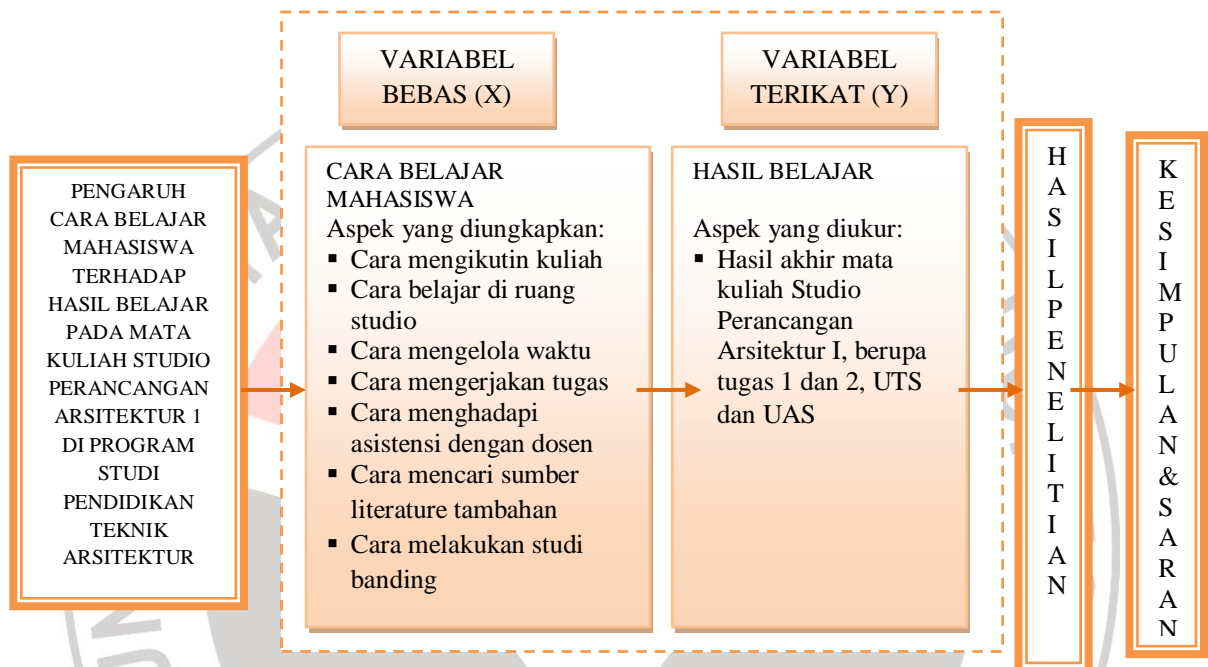 PENGARUH
CARA BELAJAR
MAHASISWA
TERHADAP
HASIL BELAJAR
PADA MATA
KULIAH STUDIO
PERANCANGAN
ARSITEKTUR 1
DI PROGRAM
STUDI
PENDIDIKAN
TEKNIK
ARSITEKTUR
VARIABEL
BEBAS (X)
CARA BELAJAR
MAHASISWA
Aspek yang diungkapkan:
▪ Cara mengikutin kuliah
▪ Cara belajar di ruang
studio
▪ Cara mengelola waktu
▪ Cara mengerjakan tugas
▪ Cara menghadapi
asistensi dengan dosen
▪ Cara mencari sumber
literature tambahan
▪ Cara melakukan studi
banding
VARIABEL
TERIKAT (Y)
HASIL BELAJAR
Aspek yang diukur:
▪ Hasil akhir mata
kuliah Studio
Perancangan
Arsitektur I, berupa
tugas 1 dan 2, UTS
dan UAS
HASILPENELITIAN
KESIMPULAN&SARAN